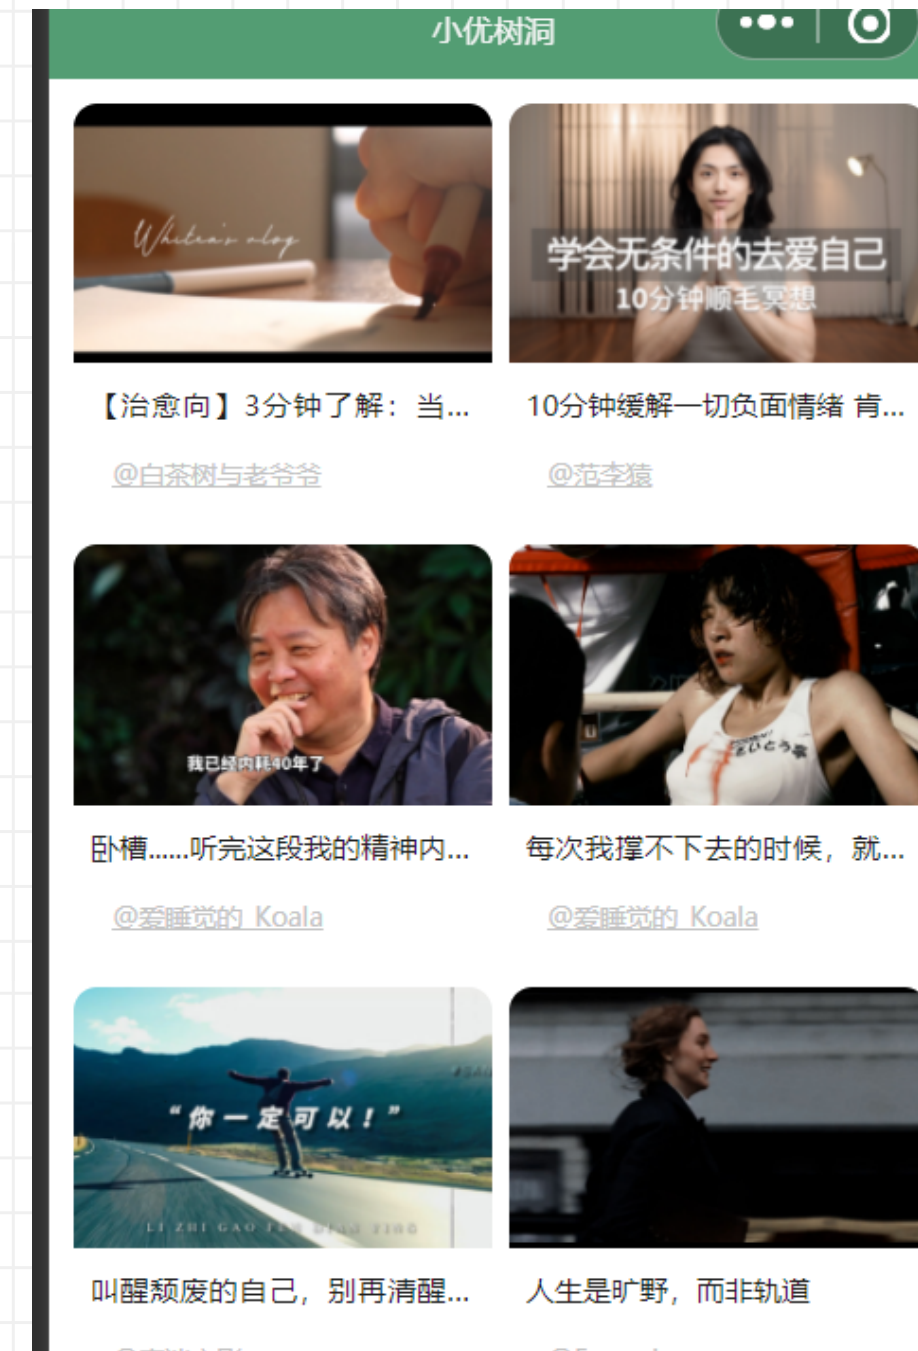 小优树洞
Whitea's vlog
学会无条件的去爱自己
10分钟顺毛冥想
【治愈向】3分钟了解：当...
10分钟缓解一切负面情绪 肯...
@白茶树与老爷爷
@范李猿
我已经内耗40年了
卧槽......听完这段我的精神内...
每次我撑不下去的时候，就...
@爱睡觉的 Koala
@爱睡觉的 Koala
“你一定可以！”
LI ZHI GAO
叫醒颓废的自己，别再清醒...
人生是旷野，而非轨道